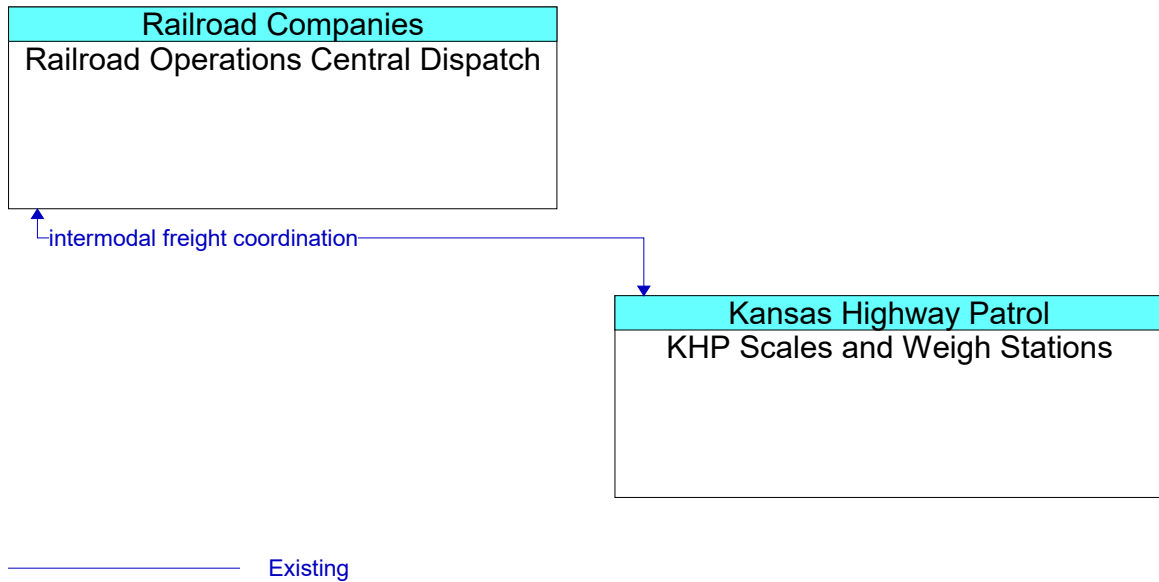 Railroad Companies
Railroad Operations Central Dispatch
intermodal freight coordination
Kansas Highway Patrol
KHP Scales and Weigh Stations
Existing